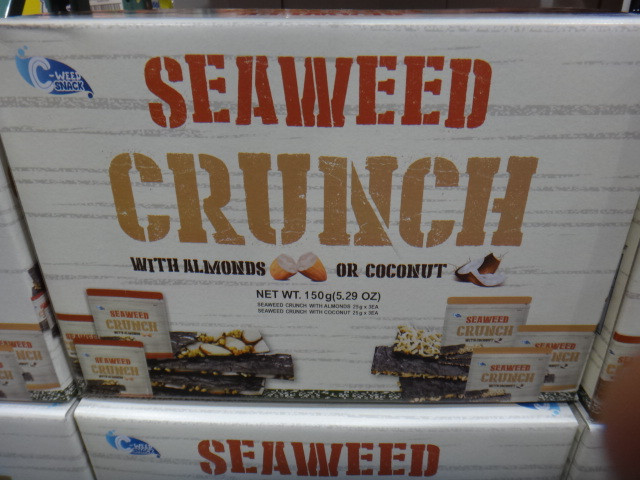 C-WEED
SNACK
SEAWEED
CRUNCH
WITH ALMONDS OR COCONUT
NET WT. 150g(5.29 OZ)
SEAWEED CRUNCH WITH ALMONDS 25g x 3EA
SEAWEED CRUNCH WITH COCONUT 25g x 3EA
SEAWEED
CRUNCH
SEAWEED
CRUNCH
SEAWEED
CRUNCH
SEAWEED
CRUNCH
C-WEED
SNACK
SEAWEED